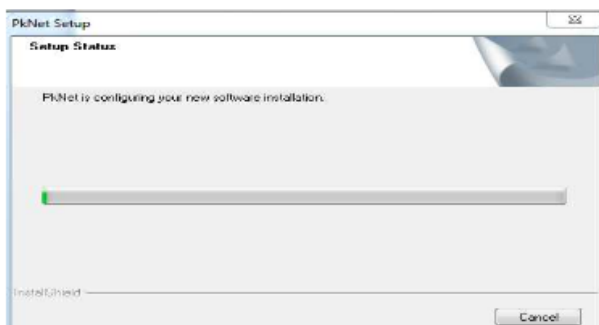 PkNet Setup
Setup Status
PkNet is configuring your new software installation.
InstallShield
Cancel